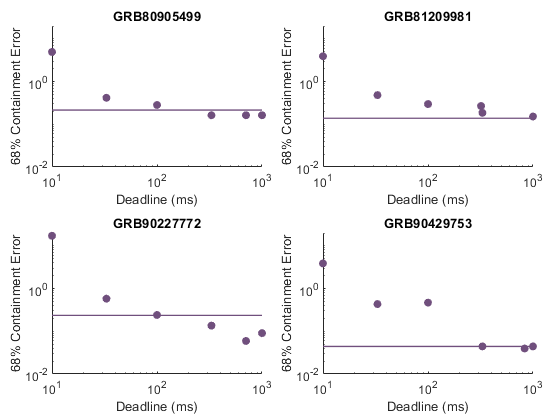 GRB80905499
68% Containment Error
10^0
10^-2
10^1
10^2
10^3
Deadline (ms)
GRB81209981
68% Containment Error
10^0
10^-2
10^1
10^2
10^3
Deadline (ms)
GRB90227772
68% Containment Error
10^0
10^-2
10^1
10^2
10^3
Deadline (ms)
GRB90429753
68% Containment Error
10^0
10^-2
10^1
10^2
10^3
Deadline (ms)